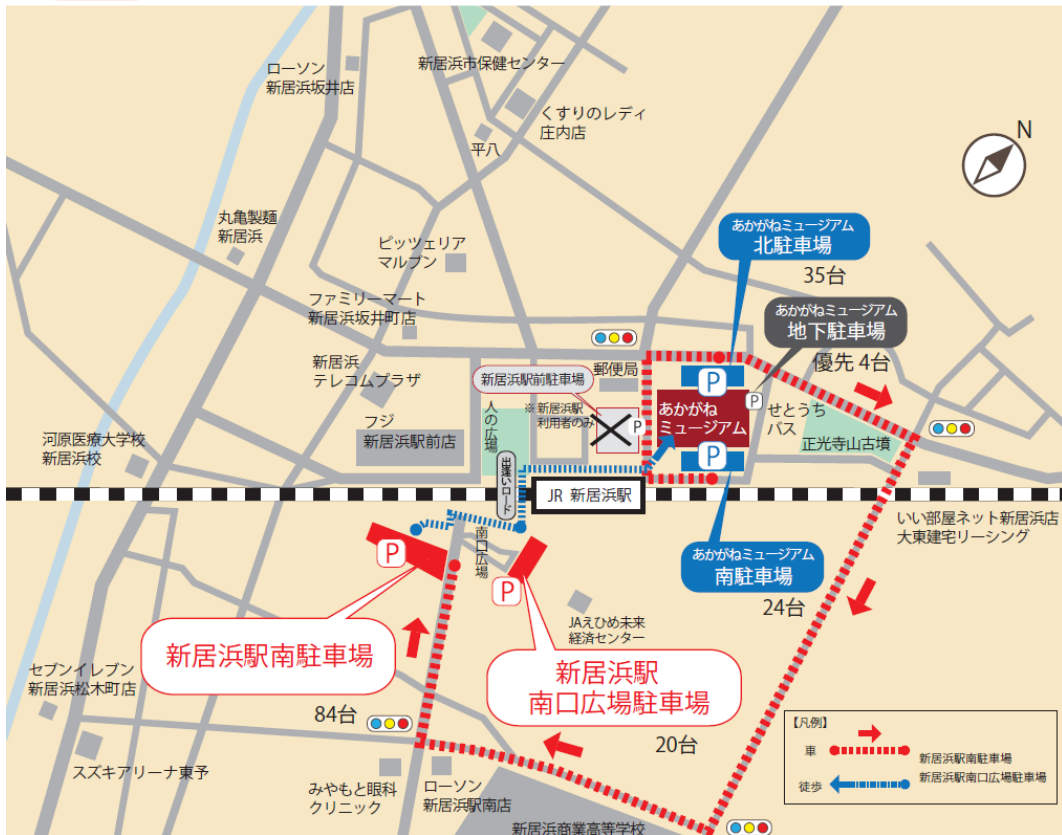 ローソン
新居浜坂井店
新居浜市保健センター
くすりのレディ
庄内店
平八
N
丸亀製麺
新居浜
ピッツェリア
マルブン
あかがねミュージアム
北駐車場
35台
ファミリーマート
新居浜坂井町店
あかがねミュージアム
地下駐車場
優先 4台
新居浜
テレコムプラザ
郵便局
新居浜駅前駐車場
P
※ 新居浜駅
利用者のみ
P
P
あかがね
ミュージアム
せとうち
バス
正光寺山古墳
人の広場
フジ
新居浜駅前店
河原医療大学校
新居浜校
P
出逢いロード
JR 新居浜駅
いい部屋ネット新居浜店
大東建宅リーシング
南口広場
P
P
あかがねミュージアム
南駐車場
24台
JAえひめ未来
経済センター
新居浜駅南駐車場
84台
新居浜駅
南口広場駐車場
20台
セブンイレブン
新居浜松木町店
スズキアリーナ東予
みやもと眼科
クリニック
ローソン
新居浜駅南店
新居浜商業高等学校
【凡例】
車
新居浜駅南駐車場
新居浜駅南口広場駐車場
徒歩